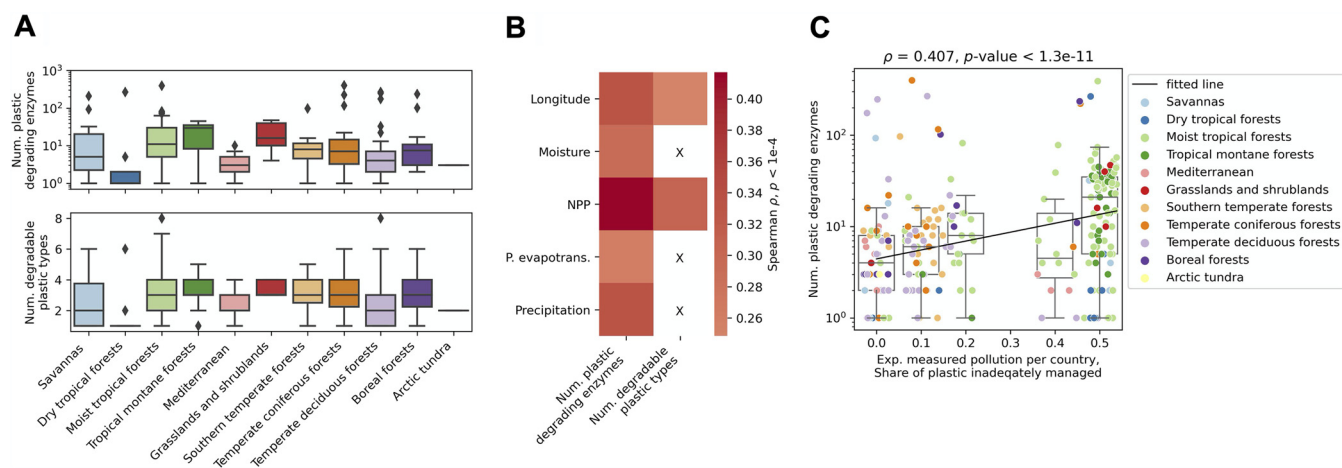 A
Num. plastic
degrading enzymes
10³
10²
10¹
10⁰
Num. degradable
plastic types
8
6
4
2
Savannas
Dry tropical forests
Moist tropical forests
Tropical montane forests
Mediterranean
Grasslands and shrublands
Southern temperate forests
Temperate coniferous forests
Temperate deciduous forests
Boreal forests
Arctic tundra
B
Longitude
Moisture
X
NPP
P. evapotrans.
X
Precipitation
X
Num. plastic
degrading enzymes
Num. degradable
plastic types
0.40
0.38
0.36
0.34
0.32
0.30
0.28
0.26
Spearman ρ, p < 1e-4
C
ρ = 0.407, p-value < 1.3e-11
Num. plastic degrading enzymes
10²
10¹
10⁰
0.0 0.1 0.2 0.3 0.4 0.5
Exp. measured pollution per country,
Share of plastic inadeqately managed
fitted line
Savannas
Dry tropical forests
Moist tropical forests
Tropical montane forests
Mediterranean
Grasslands and shrublands
Southern temperate forests
Temperate coniferous forests
Temperate deciduous forests
Boreal forests
Arctic tundra